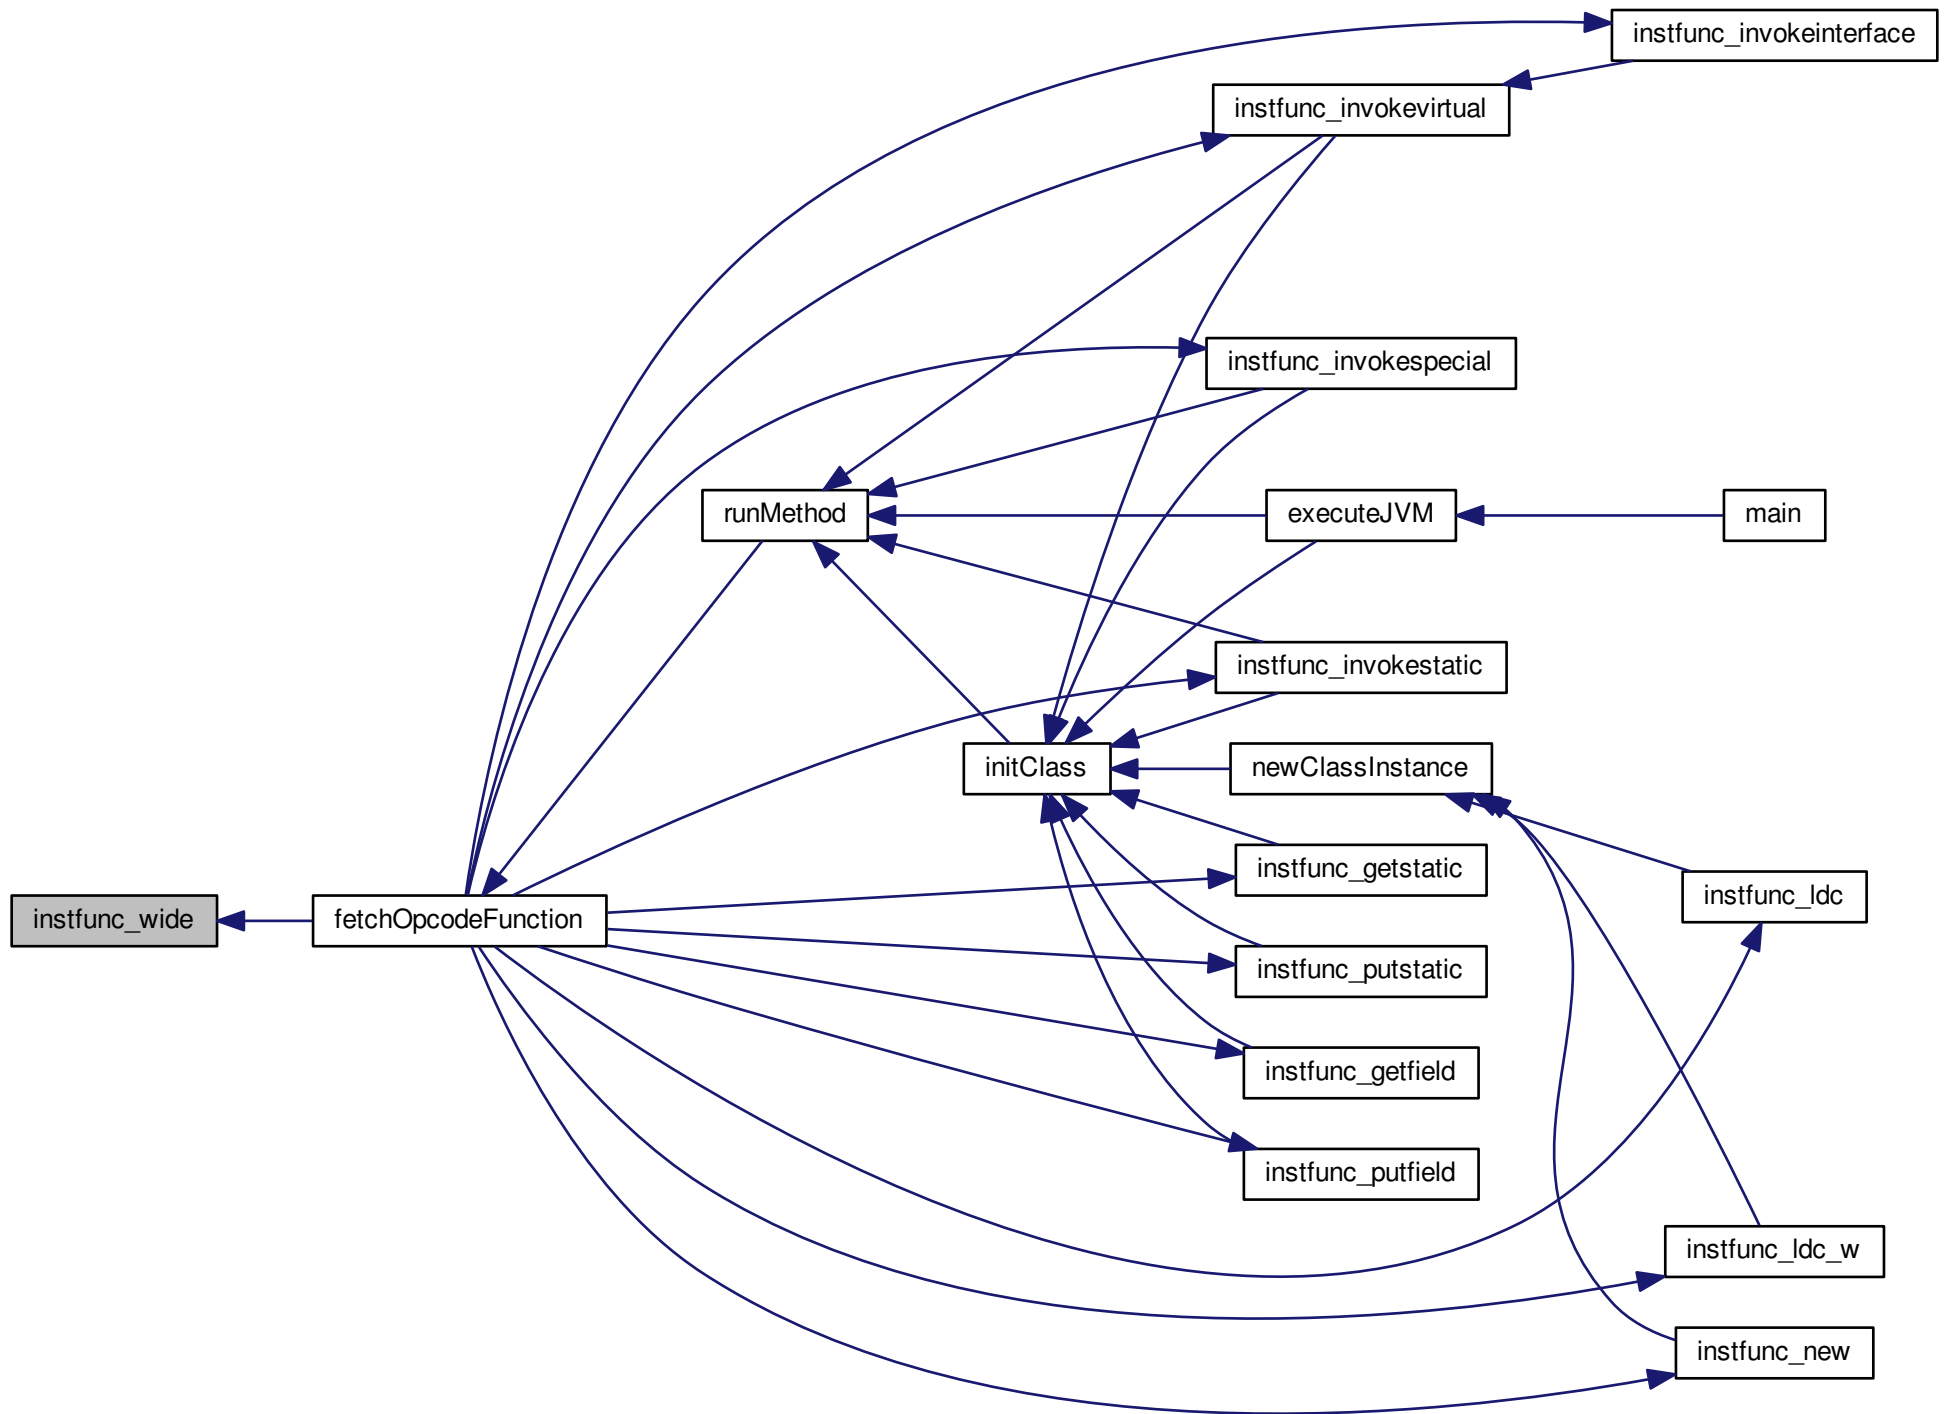 instfunc_invokeinterface
instfunc_invokevirtual
instfunc_invokespecial
runMethod
executeJVM
main
instfunc_invokestatic
initClass
newClassInstance
instfunc_getstatic
instfunc_ldc
instfunc_wide
fetchOpcodeFunction
instfunc_putstatic
instfunc_getfield
instfunc_putfield
instfunc_ldc_w
instfunc_new